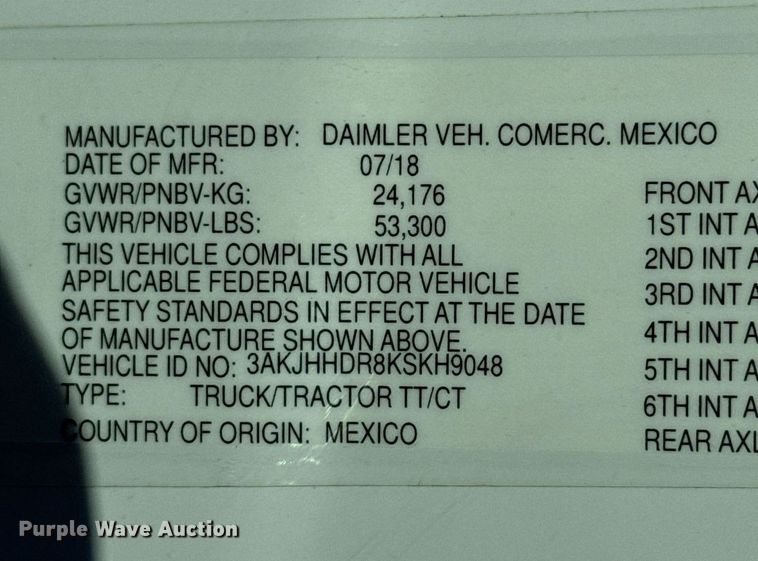 MANUFACTURED BY: DAIMLER VEH. COMERC. MEXICO
DATE OF MFR: 07/18
GVWR/PNBV-KG: 24,176
GVWR/PNBV-LBS: 53,300
THIS VEHICLE COMPLIES WITH ALL
APPLICABLE FEDERAL MOTOR VEHICLE
SAFETY STANDARDS IN EFFECT AT THE DATE
OF MANUFACTURE SHOWN ABOVE.
VEHICLE ID NO: 3AKJHHDR8KSKH9048
TYPE: TRUCK/TRACTOR TT/CT
COUNTRY OF ORIGIN: MEXICO
FRONT AX
1ST INT A
2ND INT A
3RD INT A
4TH INT A
5TH INT A
6TH INT A
REAR AXL
Purple Wave Auction